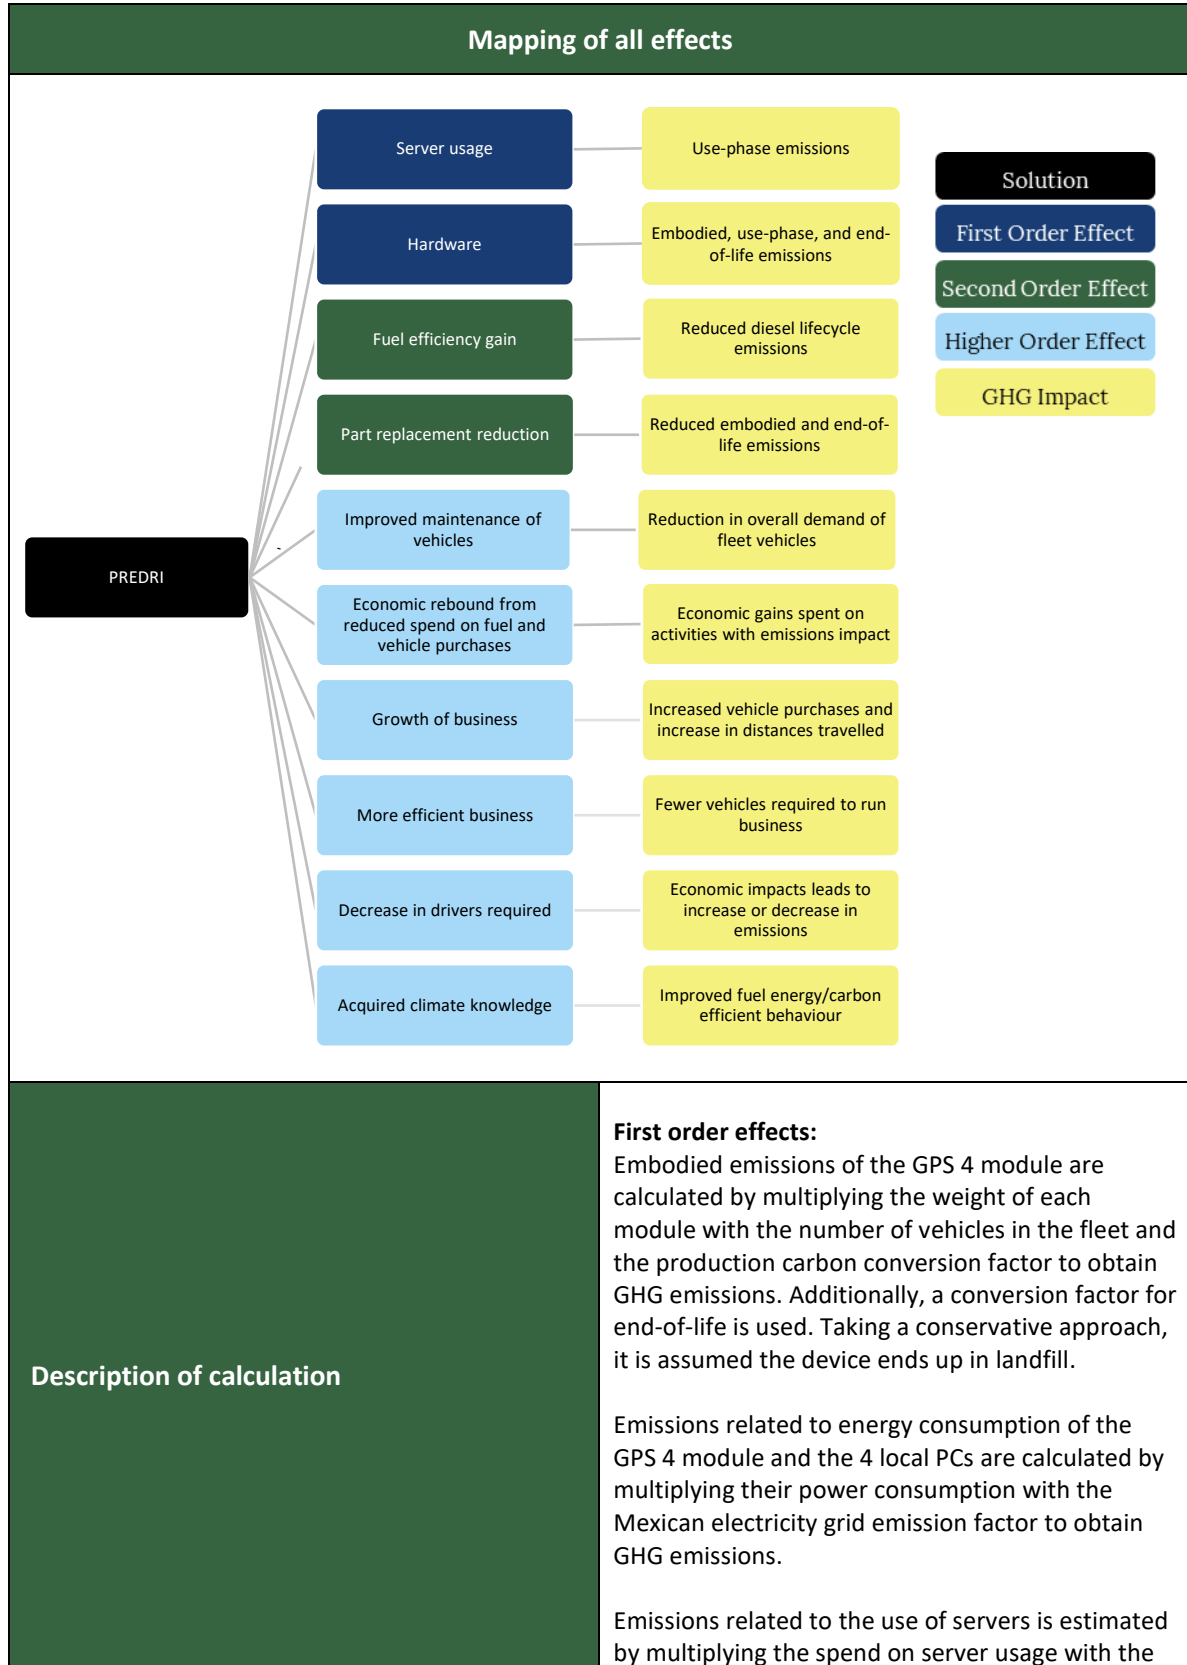 Mapping of all effects
Server usage
Use-phase emissions
Solution
First Order Effect
Second Order Effect
Higher Order Effect
GHG Impact
Hardware
Embodied, use-phase, and end-
of-life emissions
Fuel efficiency gain
Reduced diesel lifecycle
emissions
Part replacement reduction
Reduced embodied and end-of-
life emissions
Improved maintenance of
vehicles
Reduction in overall demand of
fleet vehicles
PREDRI
Economic rebound from
reduced spend on fuel and
vehicle purchases
Economic gains spent on
activities with emissions impact
Growth of business
Increased vehicle purchases and
increase in distances travelled
More efficient business
Fewer vehicles required to run
business
Decrease in drivers required
Economic impacts leads to
increase or decrease in
emissions
Acquired climate knowledge
Improved fuel energy/carbon
efficient behaviour
Description of calculation
First order effects:
Embodied emissions of the GPS 4 module are
calculated by multiplying the weight of each
module with the number of vehicles in the fleet and
the production carbon conversion factor to obtain
GHG emissions. Additionally, a conversion factor for
end-of-life is used. Taking a conservative approach,
it is assumed the device ends up in landfill.
Emissions related to energy consumption of the
GPS 4 module and the 4 local PCs are calculated by
multiplying their power consumption with the
Mexican electricity grid emission factor to obtain
GHG emissions.
Emissions related to the use of servers is estimated
by multiplying the spend on server usage with the